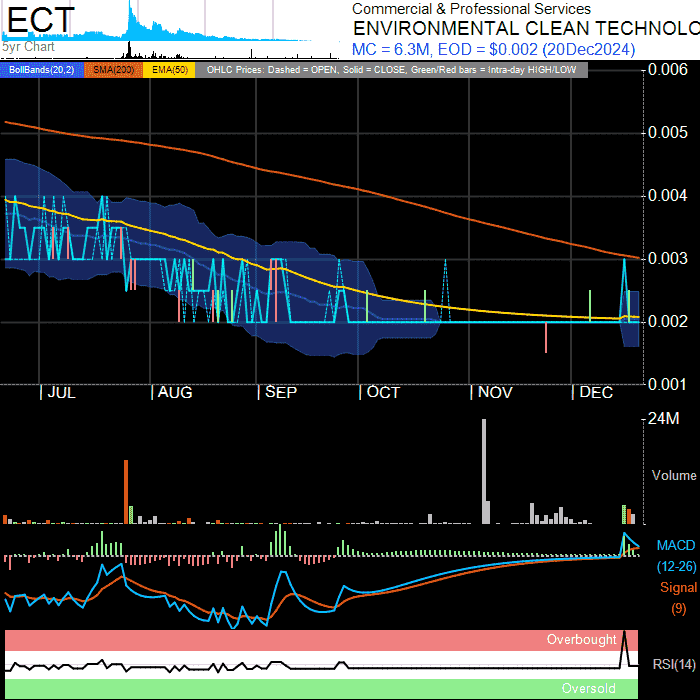 ECT
5yr Chart
Commercial & Professional Services
ENVIRONMENTAL CLEAN TECHNOLO
MC = 6.3M, EOD = $0.002 (20Dec2024)
BollBands(20,2) SMA(200) EMA(50) OHLC Prices: Dashed = OPEN, Solid = CLOSE, Green/Red bars = Intra-day HIGH/LOW
0.006
0.005
0.004
0.003
0.002
0.001
JUL AUG SEP OCT NOV DEC
24M
Volume
MACD
(12-26)
Signal
(9)
Overbought
RSI(14)
Oversold